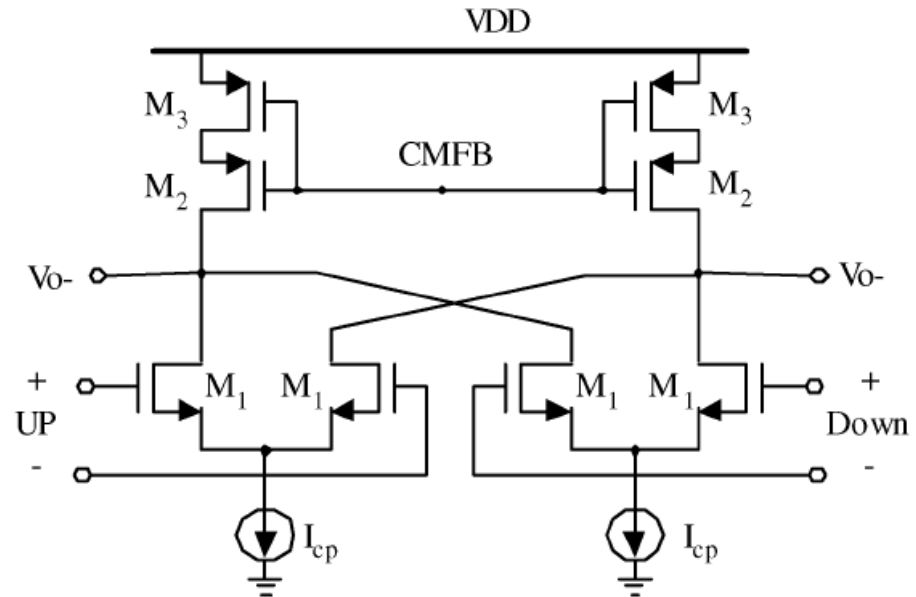 VDD
M3 M3
CMFB
M2 M2
Vo- Vo-
+ M1 M1 M1 M1 +
UP Down
- -
Icp Icp